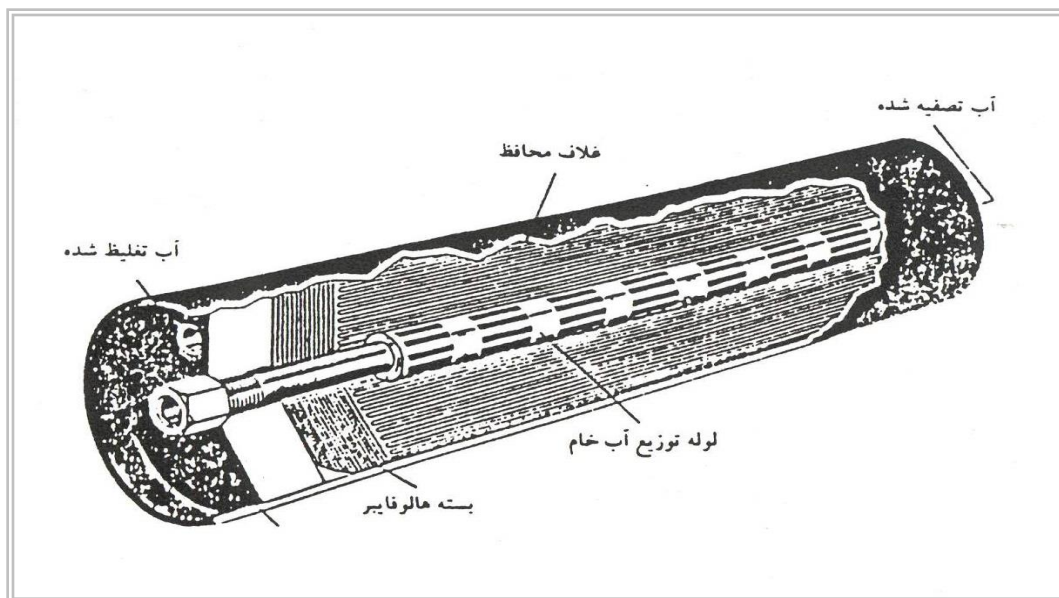 آب تصفیه شده
غلاف محافظ
آب تغلیظ شده
لوله توزیع آب خام
بسته هالوفایبر